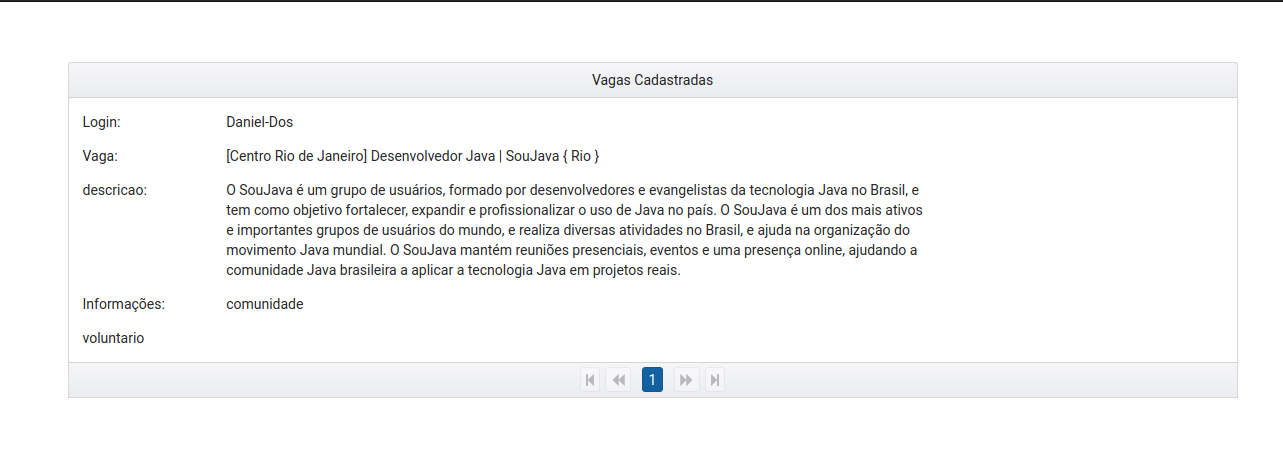 Vagas Cadastradas
Login: Daniel-Dos
Vaga: [Centro Rio de Janeiro] Desenvolvedor Java | SouJava { Rio }
descricao: O SouJava é um grupo de usuários, formado por desenvolvedores e evangelistas da tecnologia Java no Brasil, e
tem como objetivo fortalecer, expandir e profissionalizar o uso de Java no país. O SouJava é um dos mais ativos
e importantes grupos de usuários do mundo, e realiza diversas atividades no Brasil, e ajuda na organização do
movimento Java mundial. O SouJava mantém reuniões presenciais, eventos e uma presença online, ajudando a
comunidade Java brasileira a aplicar a tecnologia Java em projetos reais.
Informações: comunidade
voluntario
1